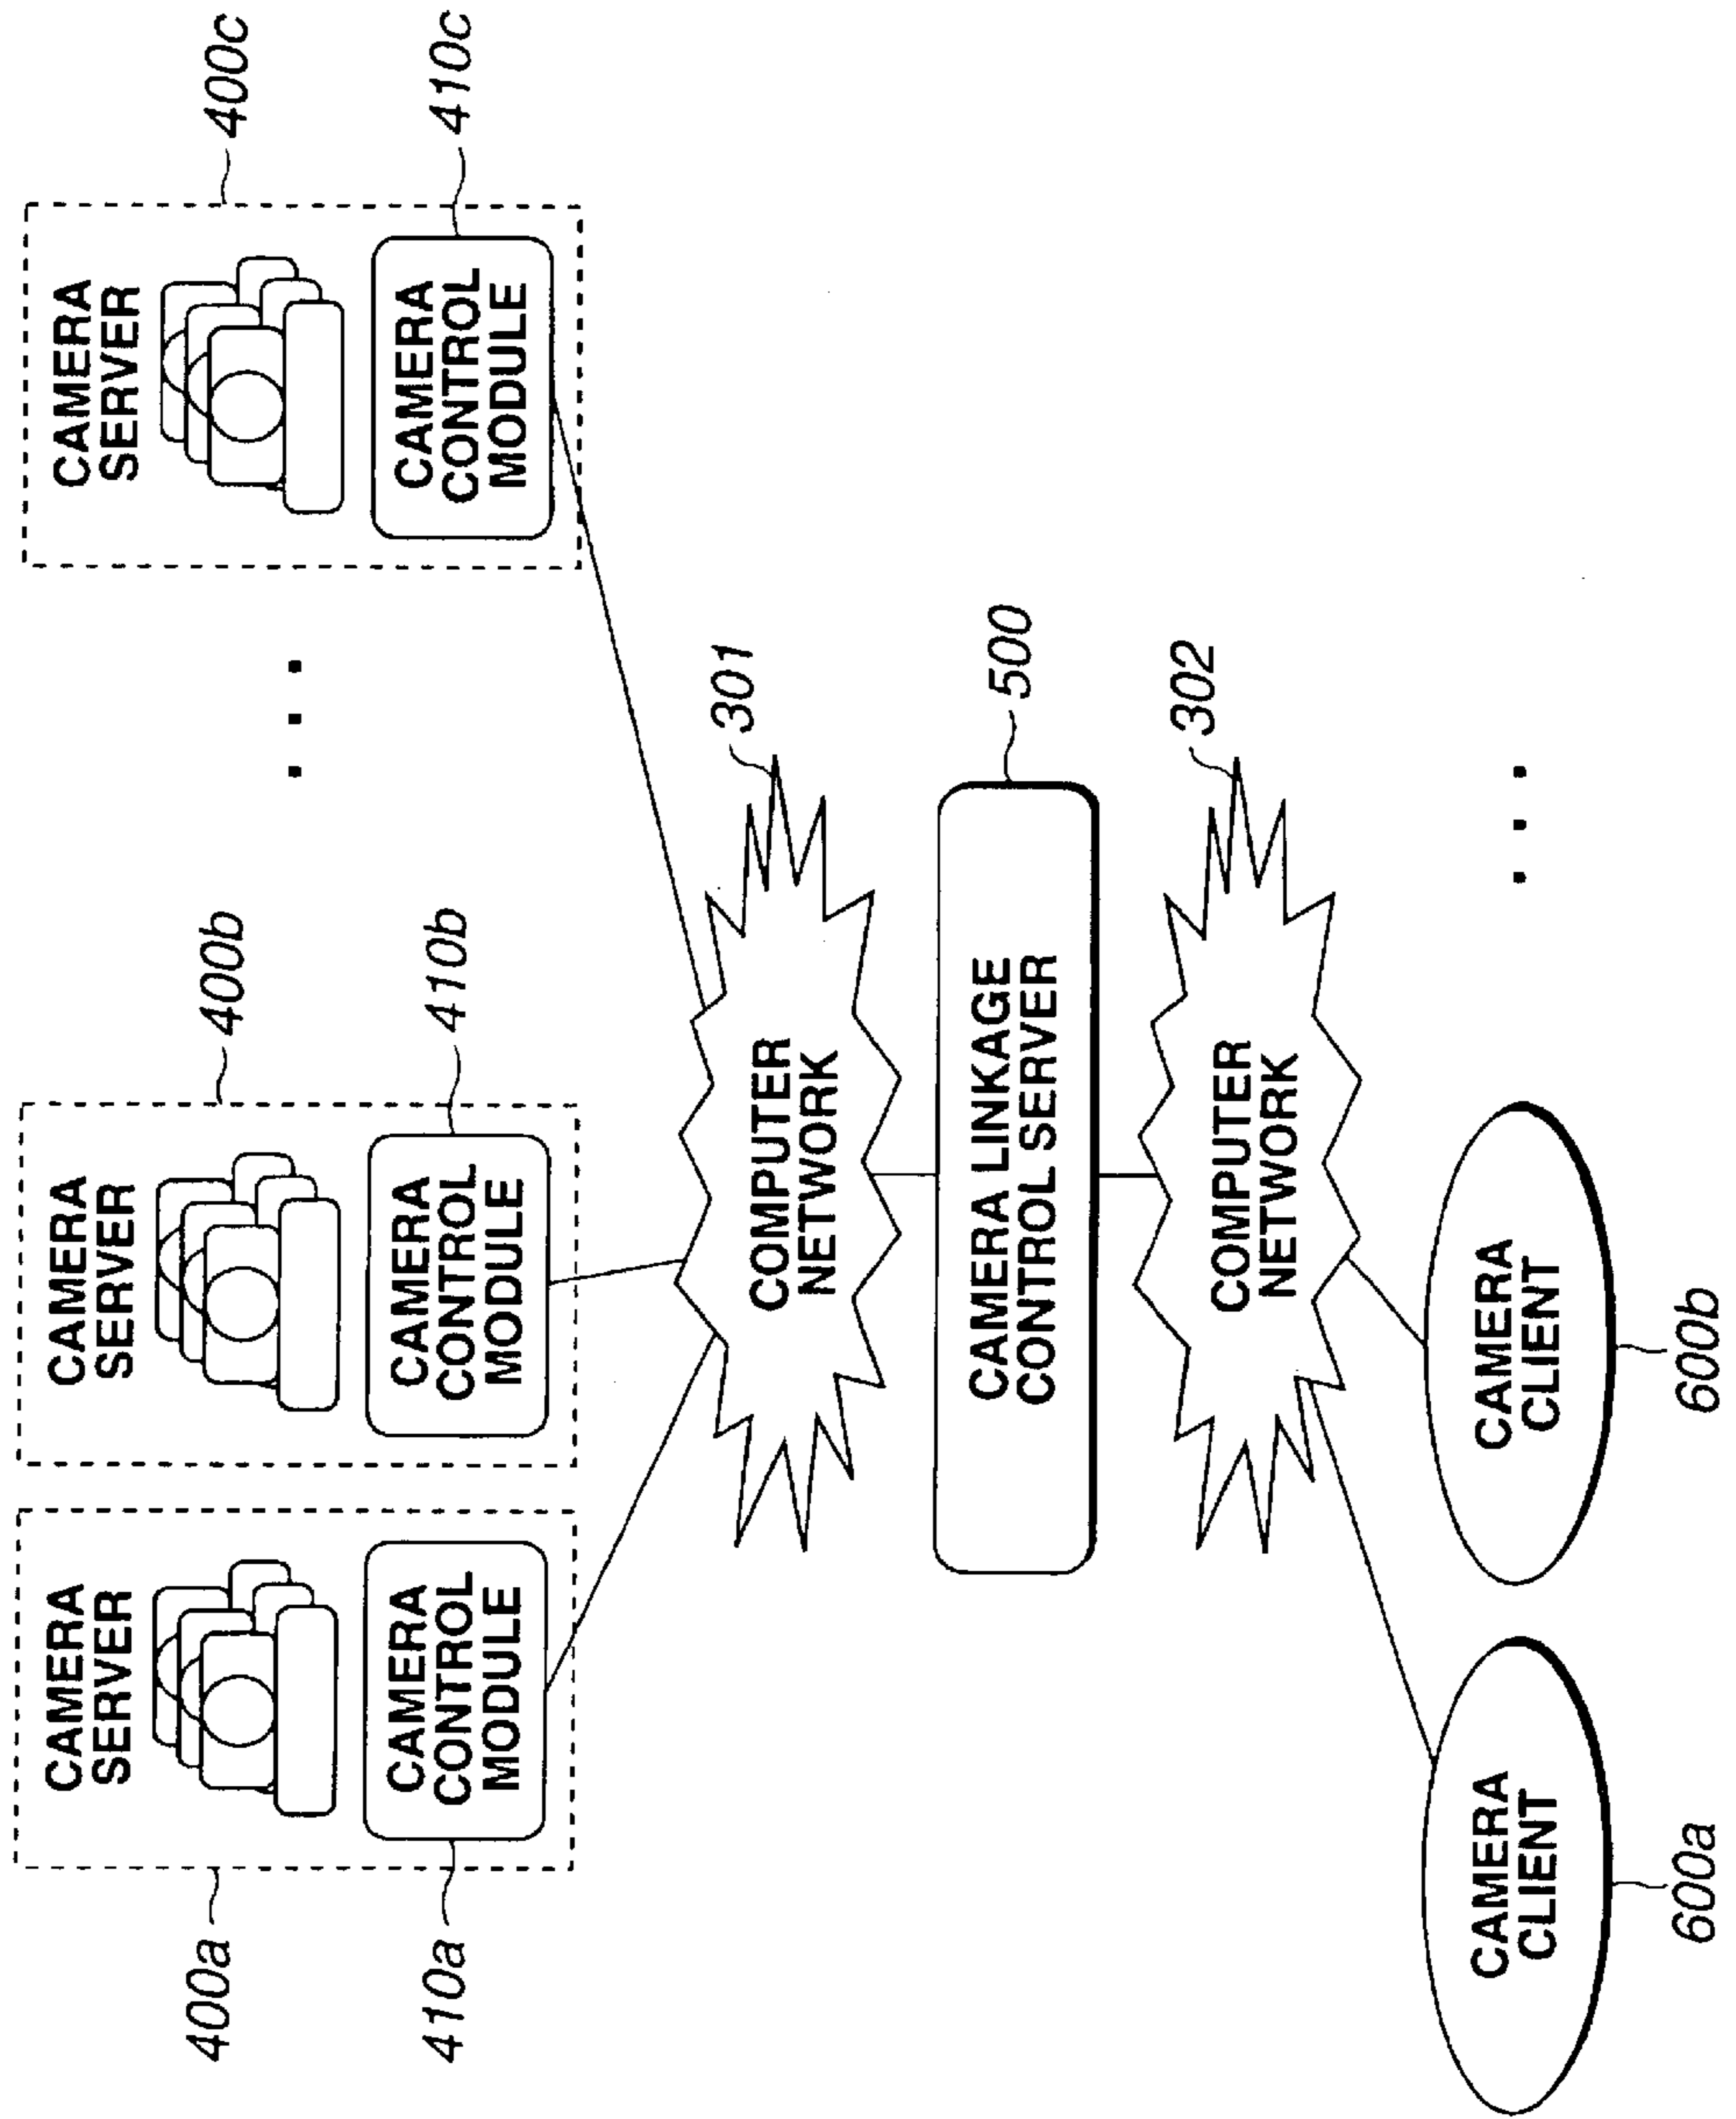 CAMERA
SERVER
CAMERA
CONTROL
MODULE
400a
410a
CAMERA
SERVER
CAMERA
CONTROL
MODULE
400b
410b
CAMERA
SERVER
CAMERA
CONTROL
MODULE
400c
410c
COMPUTER
NETWORK
301
CAMERA LINKAGE
CONTROL SERVER
500
COMPUTER
NETWORK
302
CAMERA
CLIENT
600a
CAMERA
CLIENT
600b